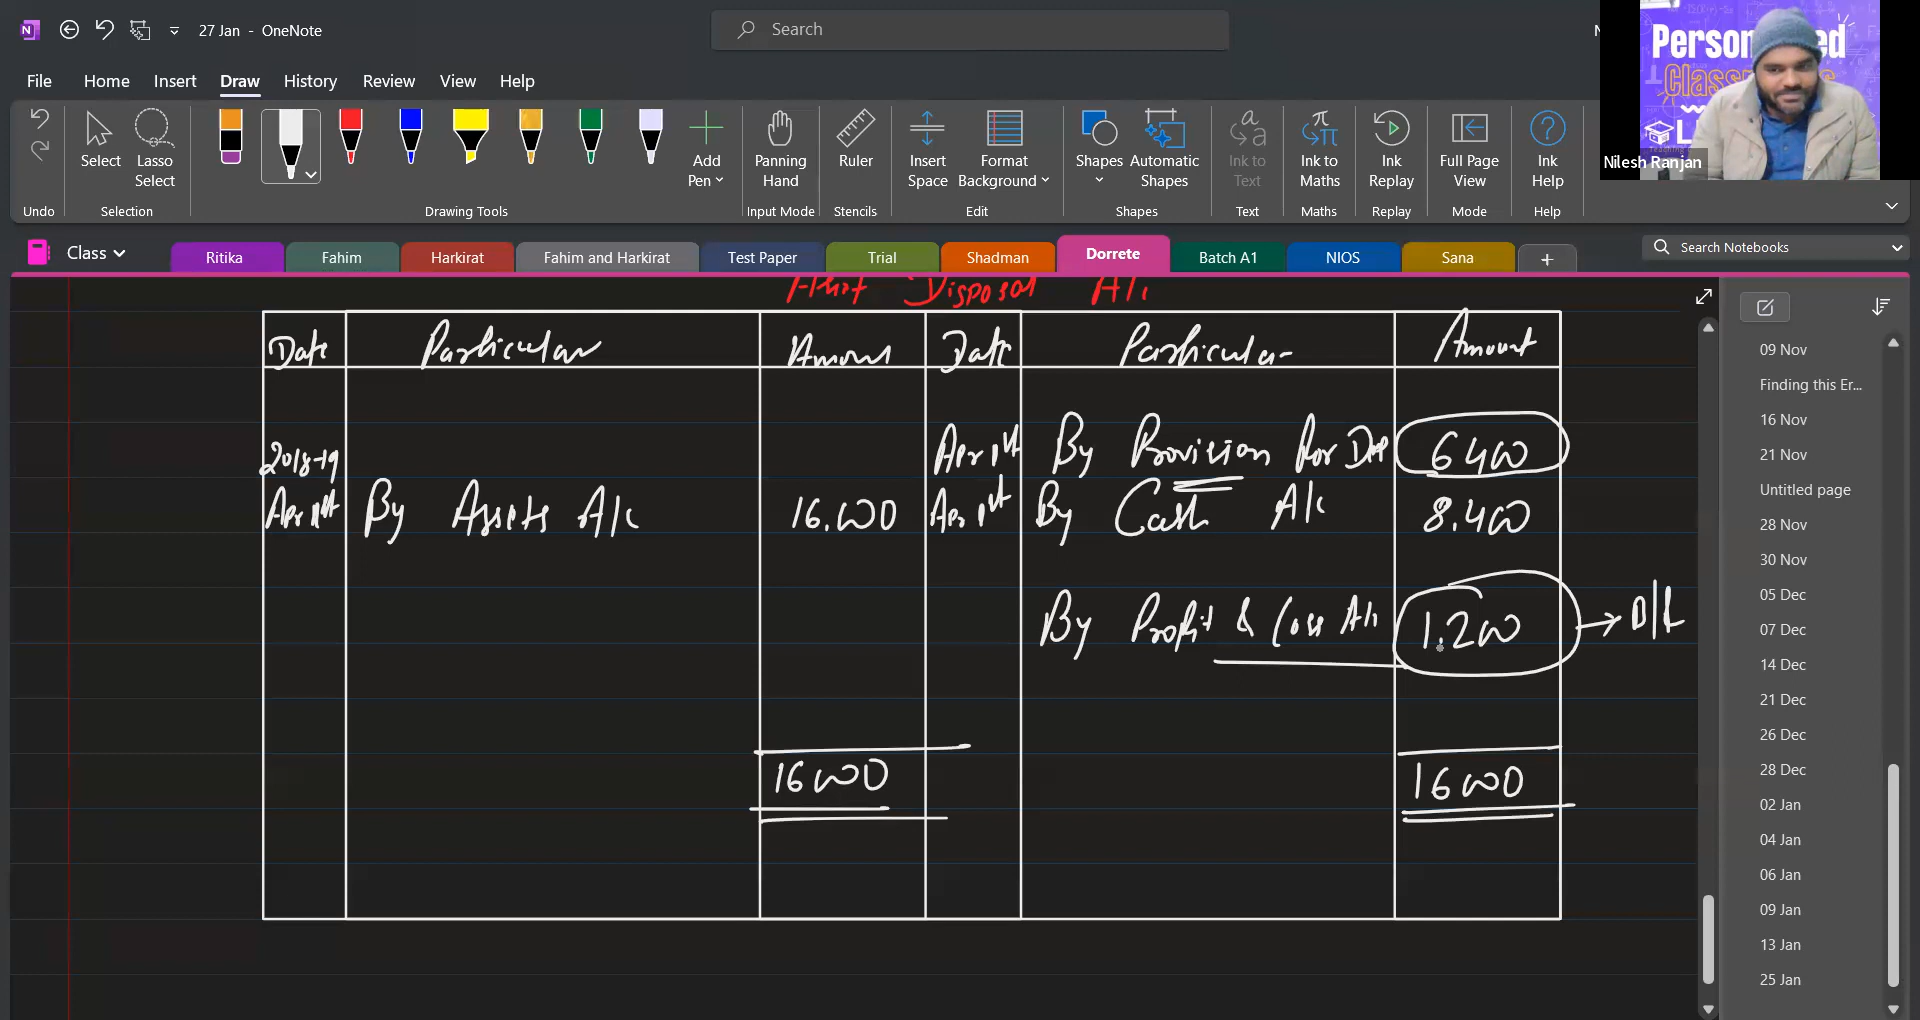 27 Jan - OneNote
Search
Personalised
Classes
Nilesh Ranjan
File Home Insert Draw History Review View Help
Select
Lasso Select
Add Pen
Panning Hand
Ruler
Insert Space
Format Background
Shapes
Automatic Shapes
Ink to Text
Ink to Maths
Ink Replay
Full Page View
Ink Help
Undo Selection Drawing Tools Input Mode Stencils Edit Shapes Text Maths Replay Mode Help
Class Ritika Fahim Harkirat Fahim and Harkirat Test Paper Trial Shadman Dorrete Batch A1 NIOS Sana
Search Notebooks
Disposal A/c
Date Particular Amount Date Particular Amount
Apr 1st By Provision for Dep 6400
2018-19
Apr 1st By Assets A/c 16,000 Apr 1st By Cash A/c 8,400
By Profit & Loss A/c 1,200
16000 16000
09 Nov
Finding this Er...
16 Nov
21 Nov
Untitled page
28 Nov
30 Nov
05 Dec
07 Dec
14 Dec
21 Dec
26 Dec
28 Dec
02 Jan
04 Jan
06 Jan
09 Jan
13 Jan
25 Jan